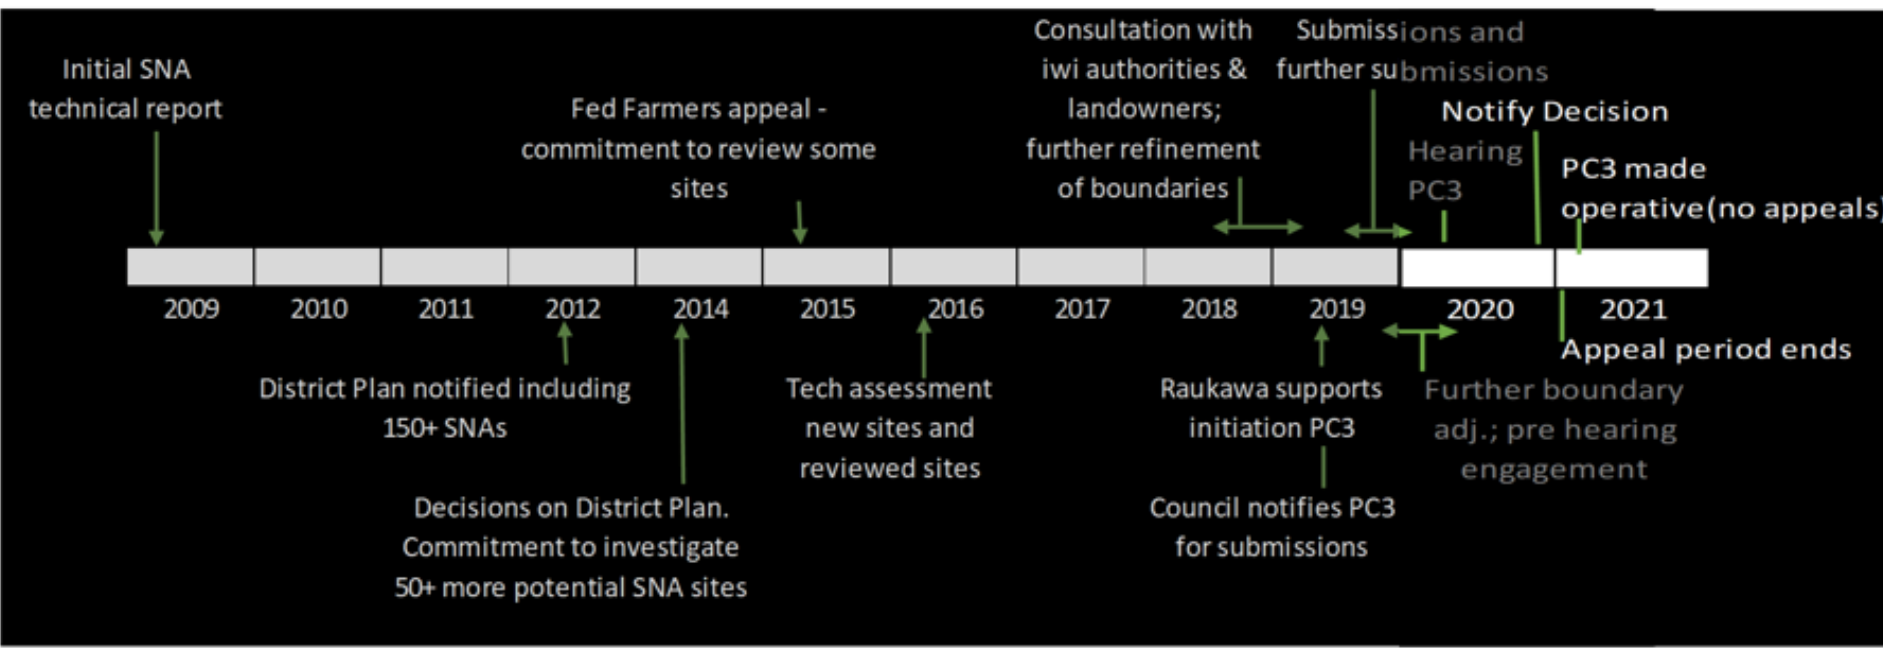 Initial SNA
technical report
Fed Farmers appeal -
commitment to review some
sites
Consultation with
iwi authorities &
landowners;
further refinement
of boundaries
Submissions and
further submissions
Notify Decision
Hearing
PC3
PC3 made
operative(no appeals)
2009 2010 2011 2012 2014 2015 2016 2017 2018 2019 2020 2021
District Plan notified including
150+ SNAs
Decisions on District Plan.
Commitment to investigate
50+ more potential SNA sites
Tech assessment
new sites and
reviewed sites
Raukawa supports
initiation PC3
Council notifies PC3
for submissions
Appeal period ends
Further boundary
adj.; pre hearing
engagement